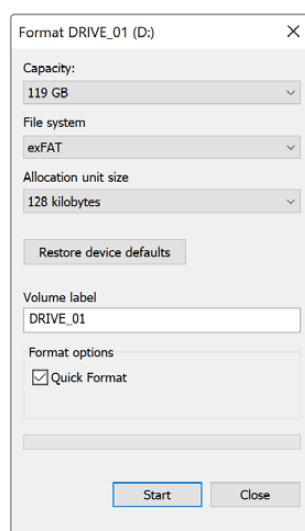 Format DRIVE_01 (D:)
Capacity:
119 GB
File system
exFAT
Allocation unit size
128 kilobytes
Restore device defaults
Volume label
DRIVE_01
Format options
Quick Format
Start Close